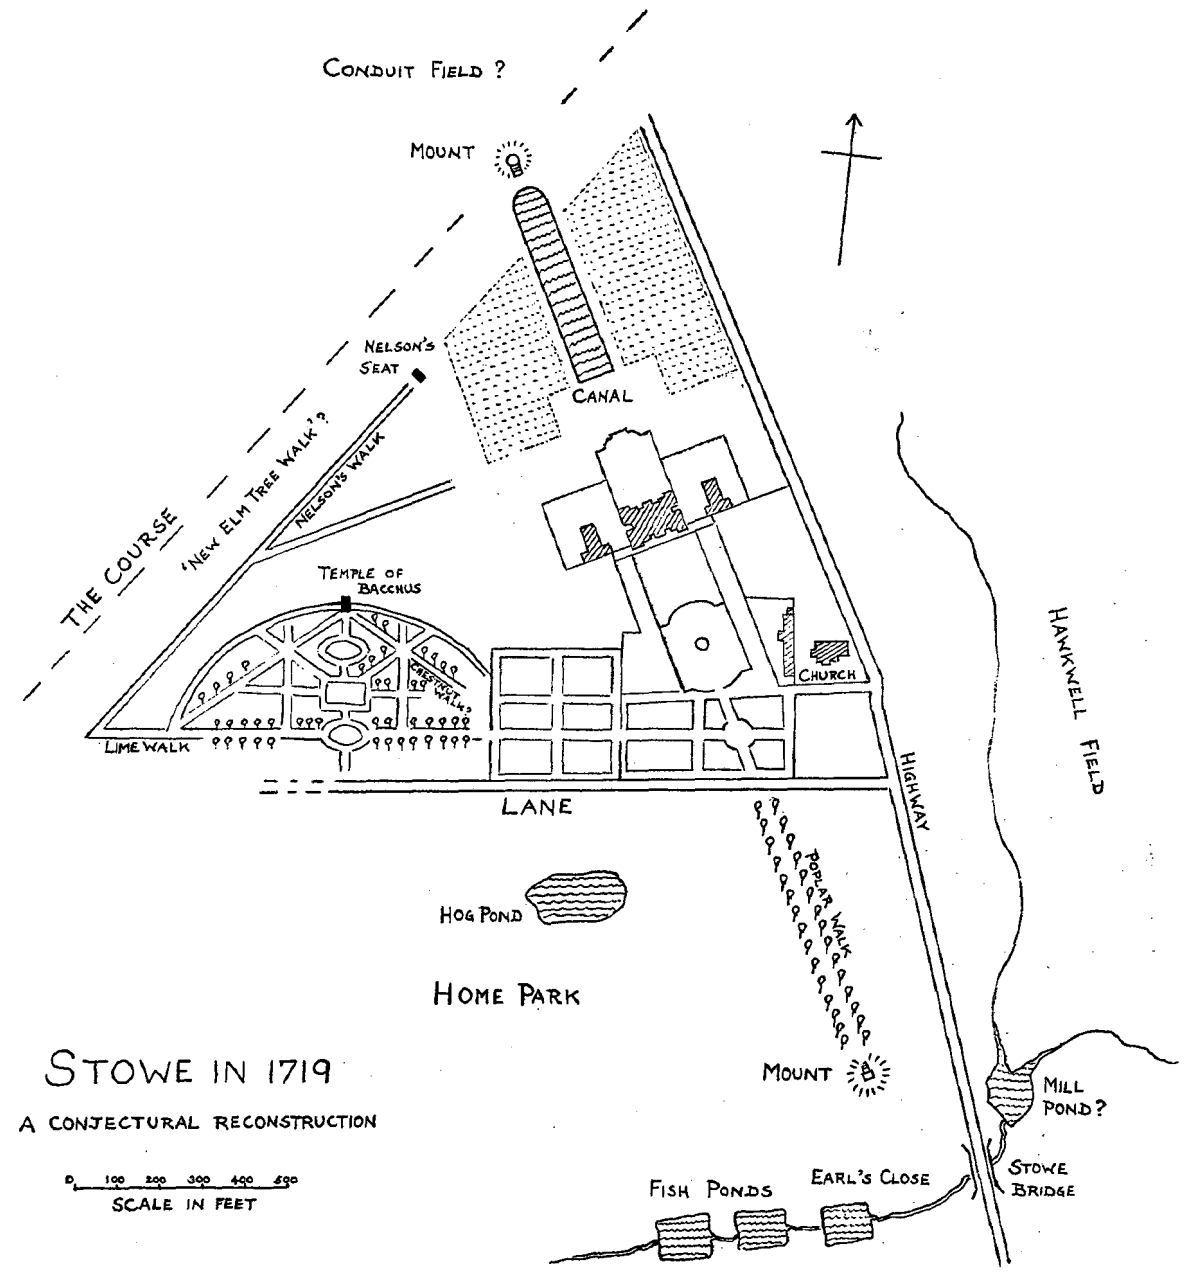 CONDUIT FIELD ?
MOUNT
NELSON'S
SEAT
CANAL
THE COURSE
'NEW ELM TREE WALK'?
NELSON'S WALK
TEMPLE OF
BACCHUS
CHESTNUT
WALK?
CHURCH
LIME WALK
HAWKWELL FIELD
HIGHWAY
LANE
POPLAR WALK
HOG POND
HOME PARK
STOWE IN 1719
A CONJECTURAL RECONSTRUCTION
0 100 200 300 400 500
SCALE IN FEET
MOUNT
MILL
POND?
STOWE
BRIDGE
EARL'S CLOSE
FISH PONDS